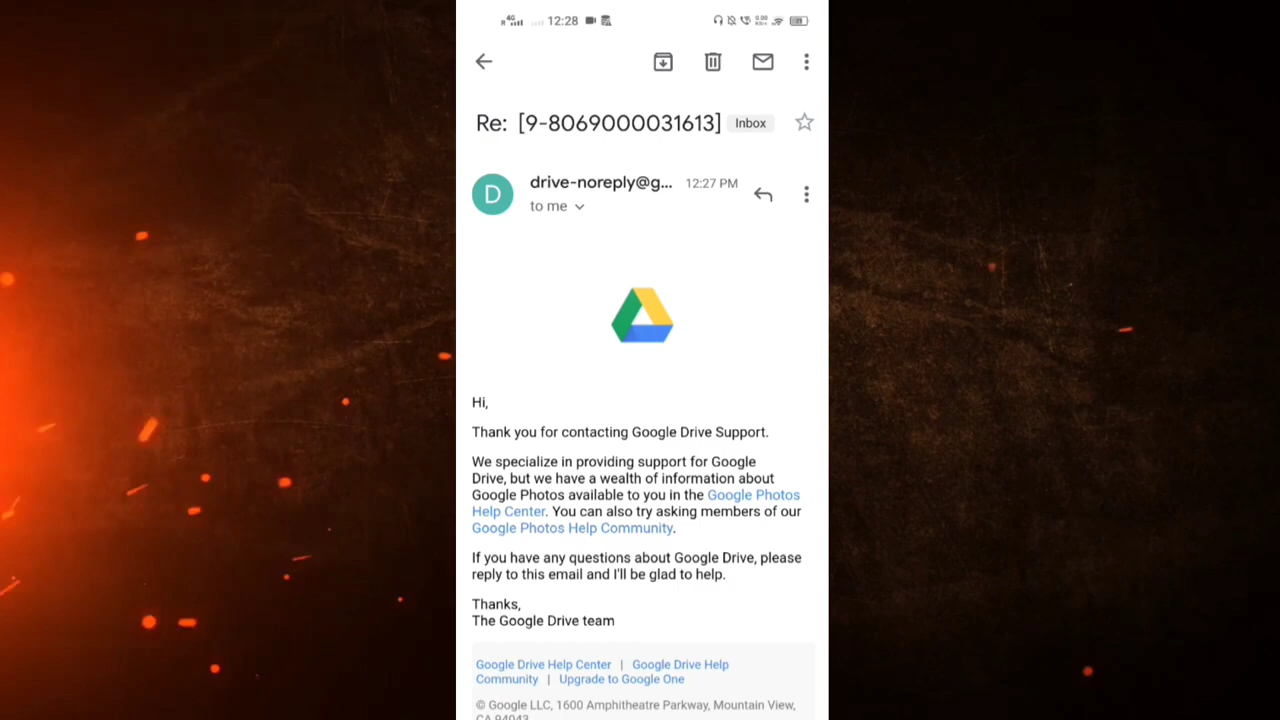 4G
R
12:28
0.00
Re: [9-8069000031613] Inbox
D
drive-noreply@g... 12:27 PM
to me
Hi,
Thank you for contacting Google Drive Support.
We specialize in providing support for Google
Drive, but we have a wealth of information about
Google Photos available to you in the Google Photos
Help Center. You can also try asking members of our
Google Photos Help Community.
If you have any questions about Google Drive, please
reply to this email and I'll be glad to help.
Thanks,
The Google Drive team
Google Drive Help Center | Google Drive Help
Community | Upgrade to Google One
© Google LLC, 1600 Amphitheatre Parkway, Mountain View,
CA 94043